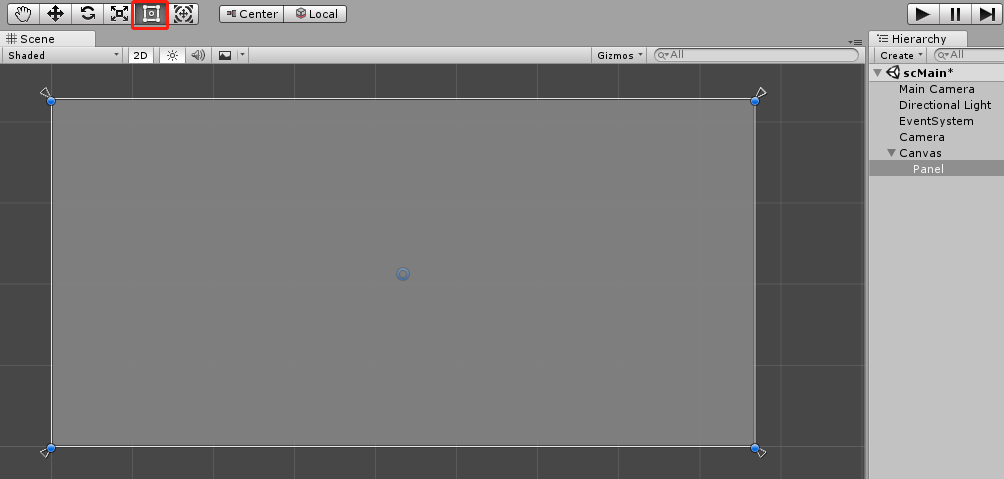 Center Local
Scene
Hierarchy
Shaded 2D Gizmos All
Create All
scMain*
Main Camera
Directional Light
EventSystem
Camera
Canvas
Panel